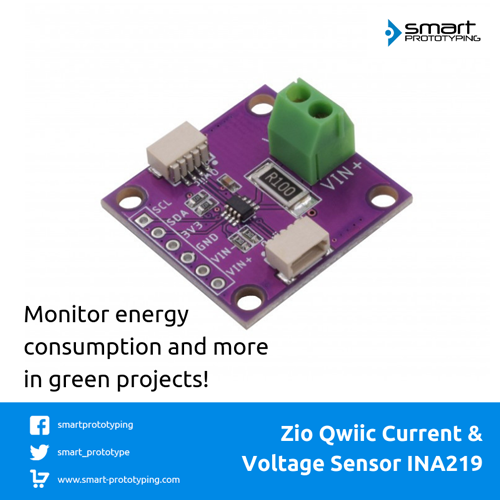 smart
PROTOTYPING
VIN+
R100
SCL
SDA
3V3
GND
VIN-
VIN+
Monitor energy
consumption and more
in green projects!
smartprototyping
smart_prototype
www.smart-prototyping.com
Zio Qwiic Current &
Voltage Sensor INA219